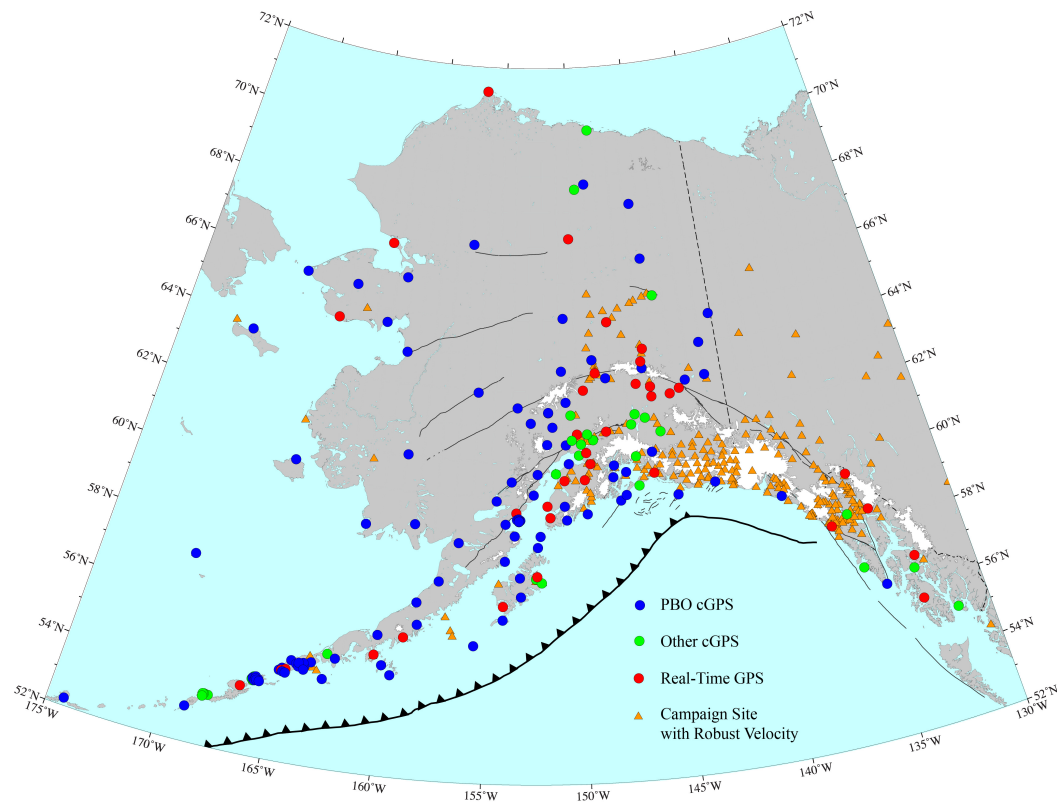 72°N
72°N
70°N
70°N
68°N
68°N
66°N
66°N
64°N
64°N
62°N
62°N
60°N
60°N
58°N
58°N
56°N
56°N
54°N
54°N
52°N
52°N
175°W
170°W
165°W
160°W
155°W
150°W
145°W
140°W
135°W
130°W
PBO cGPS
Other cGPS
Real-Time GPS
Campaign Site
with Robust Velocity